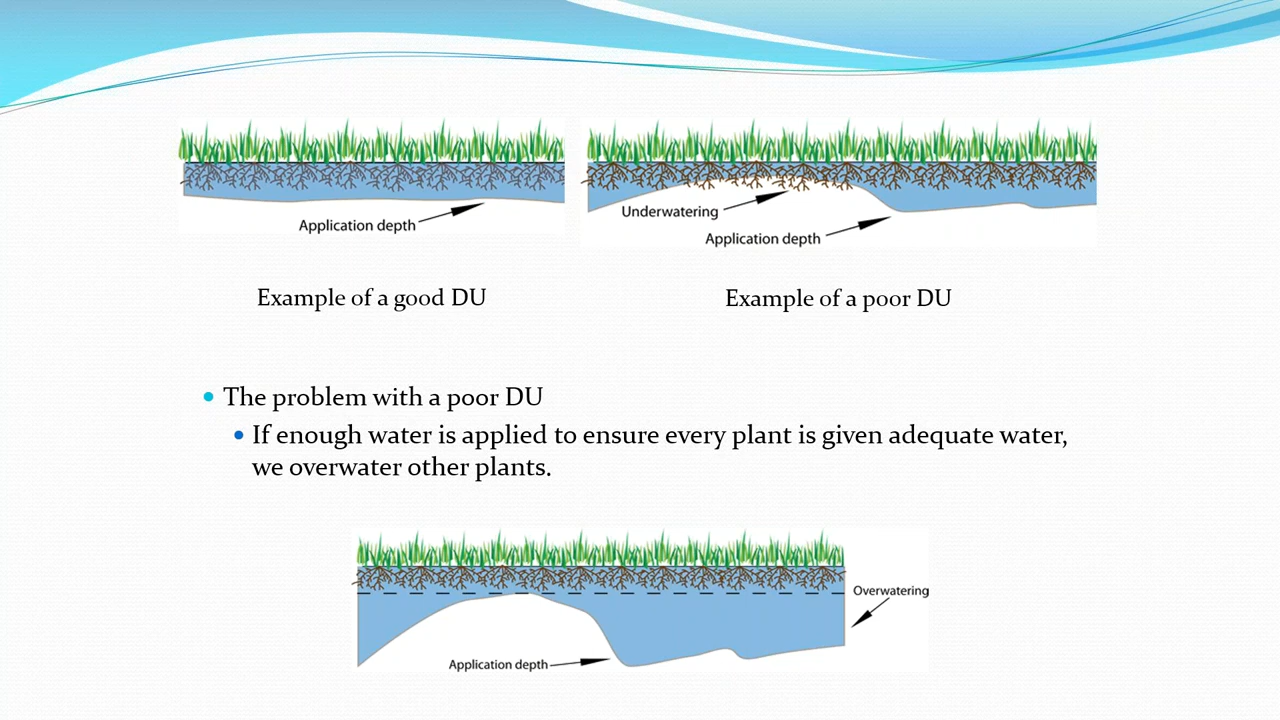 Application depth
Underwatering
Application depth
Example of a good DU
Example of a poor DU
The problem with a poor DU
If enough water is applied to ensure every plant is given adequate water,
we overwater other plants.
Overwatering
Application depth